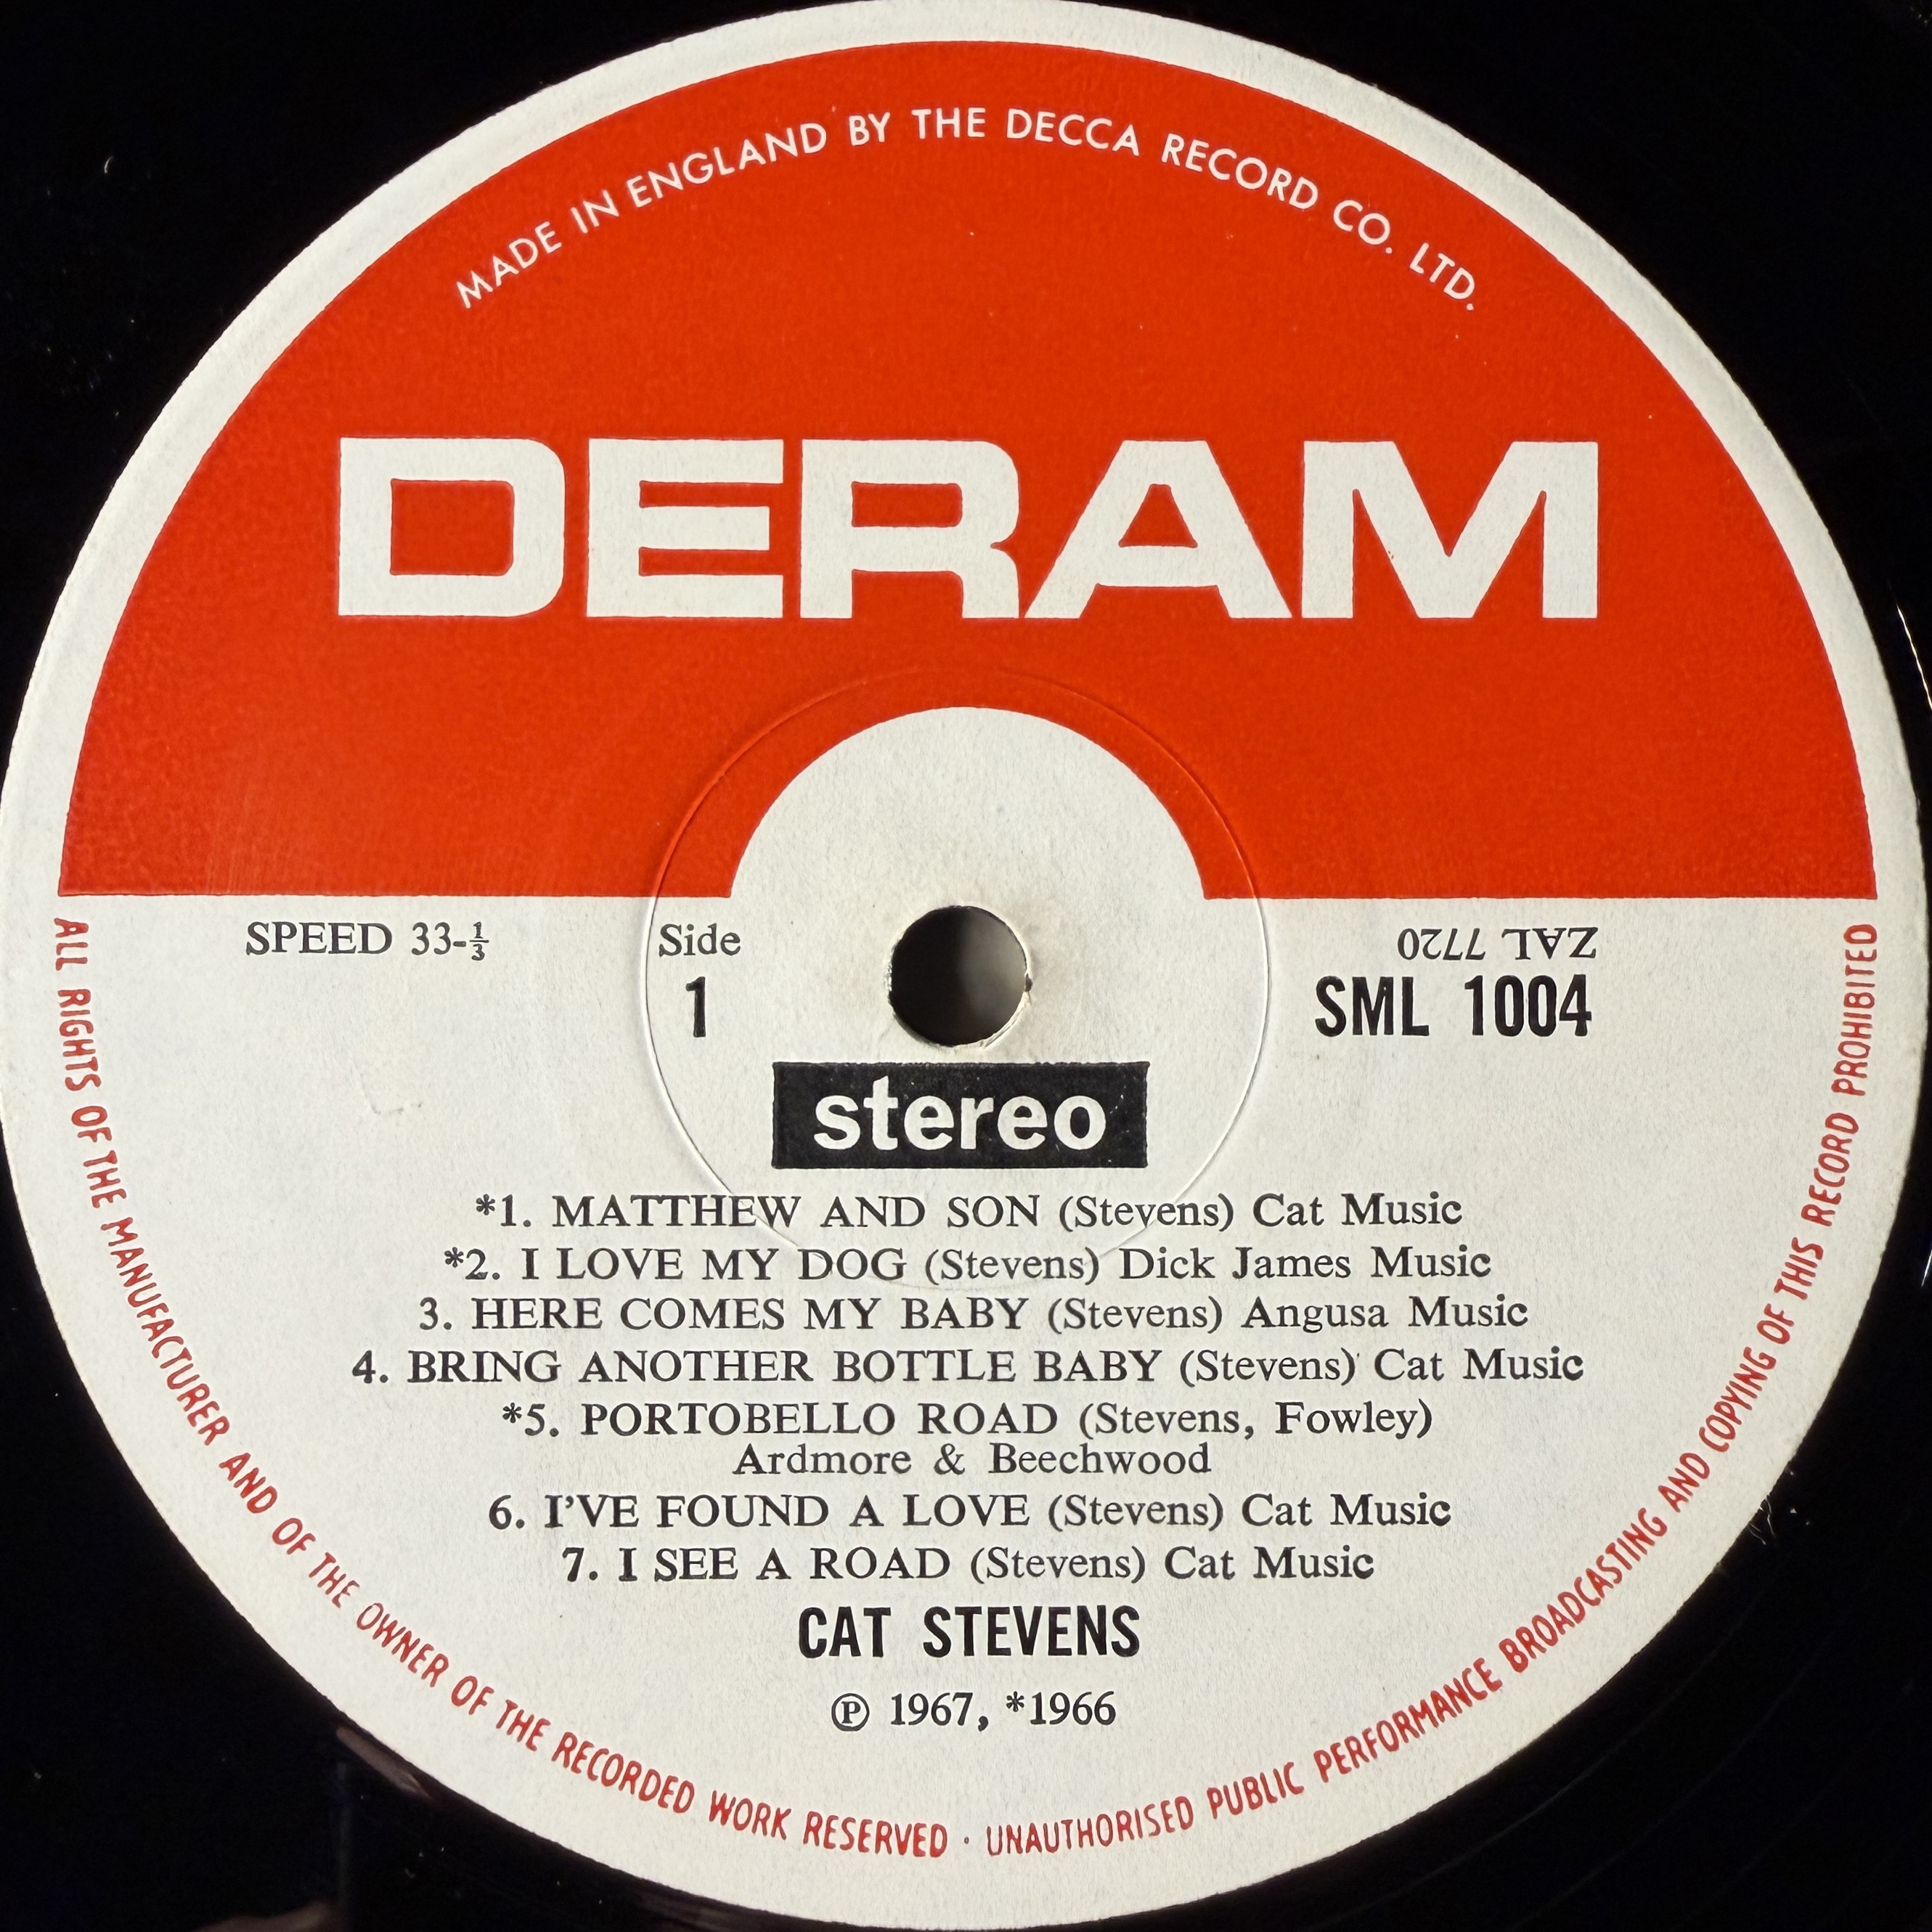 MADE IN ENGLAND BY THE DECCA RECORD CO. LTD.
DERAM
SPEED 33-⅓
Side
1
ZAL 7720
SML 1004
stereo
*1. MATTHEW AND SON (Stevens) Cat Music
*2. I LOVE MY DOG (Stevens) Dick James Music
3. HERE COMES MY BABY (Stevens) Angusa Music
4. BRING ANOTHER BOTTLE BABY (Stevens) Cat Music
*5. PORTOBELLO ROAD (Stevens, Fowley)
Ardmore & Beechwood
6. I'VE FOUND A LOVE (Stevens) Cat Music
7. I SEE A ROAD (Stevens) Cat Music
CAT STEVENS
℗ 1967, *1966
ALL RIGHTS OF THE MANUFACTURER AND OF THE OWNER OF THE RECORDED WORK RESERVED · UNAUTHORISED PUBLIC PERFORMANCE BROADCASTING AND COPYING OF THIS RECORD PROHIBITED